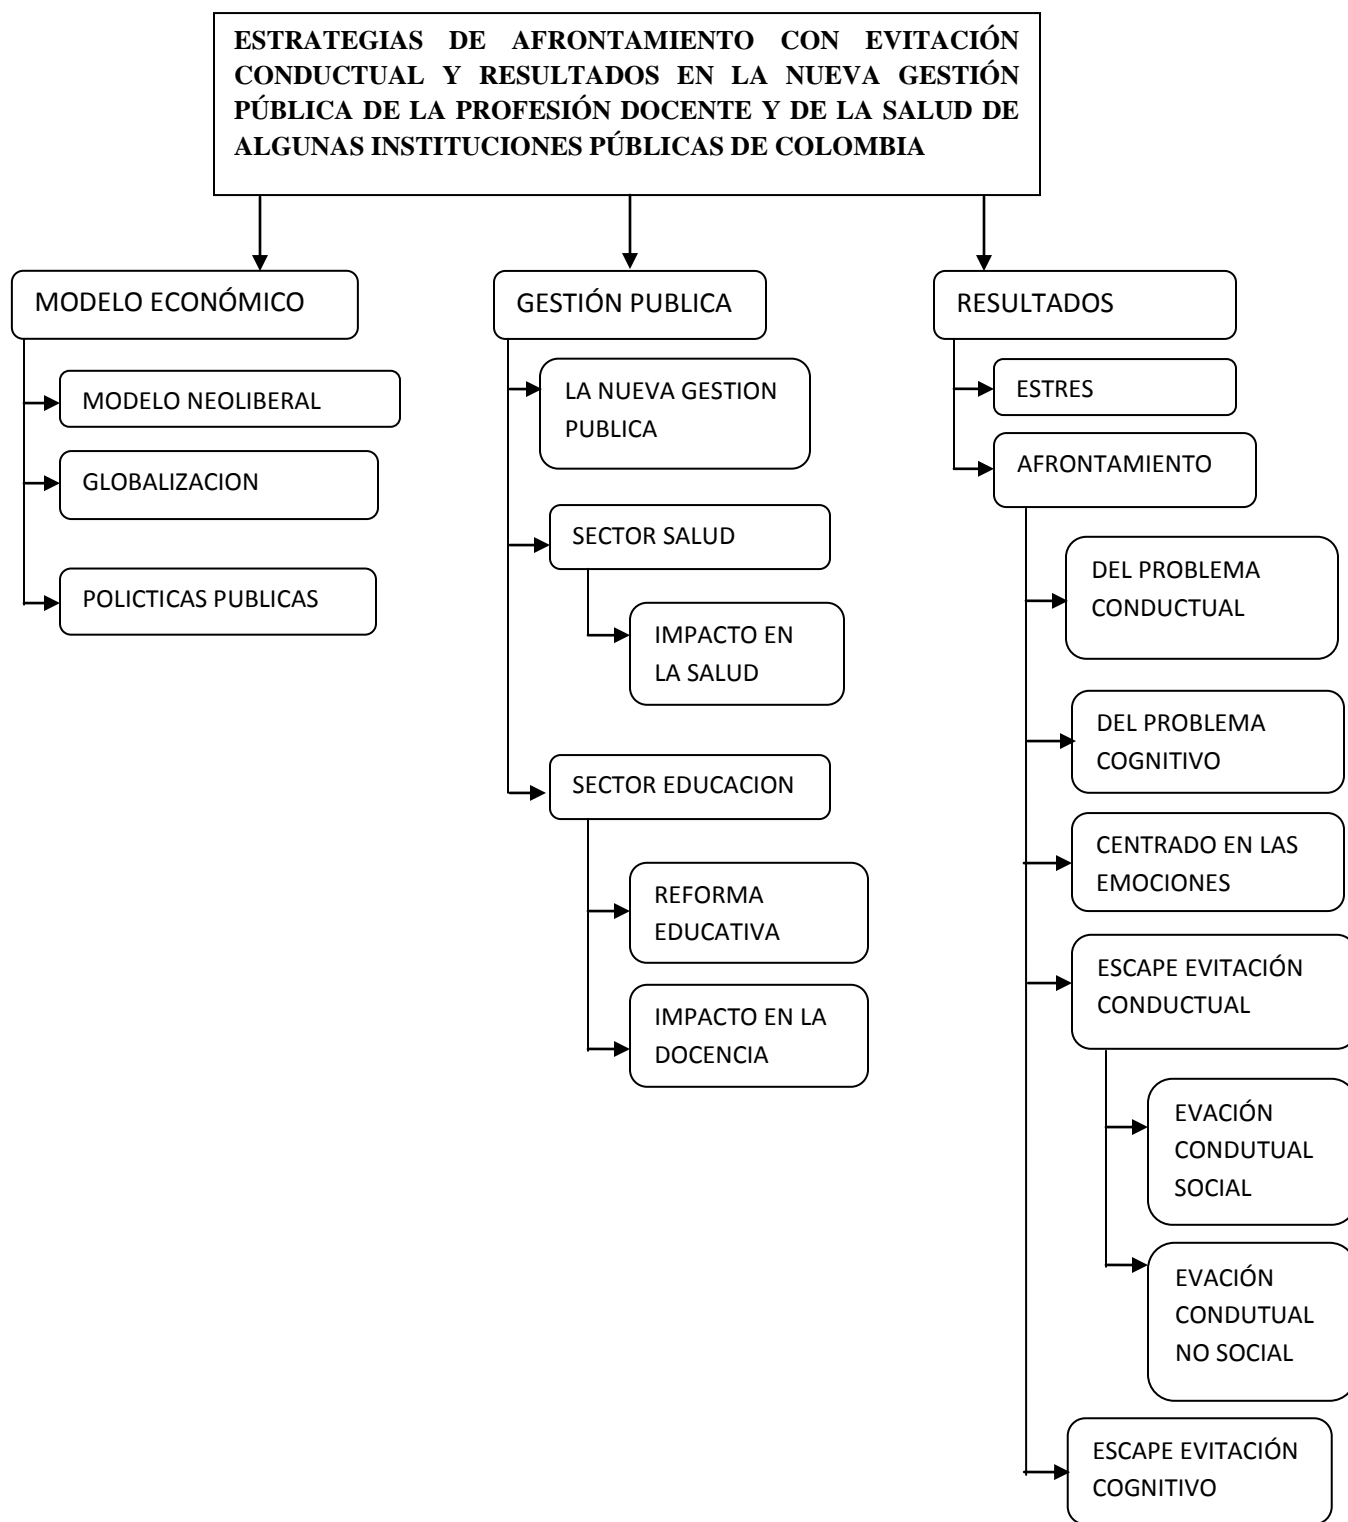 ESTRATEGIAS DE AFRONTAMIENTO CON EVITACIÓN
CONDUCTUAL Y RESULTADOS EN LA NUEVA GESTIÓN
PÚBLICA DE LA PROFESIÓN DOCENTE Y DE LA SALUD DE
ALGUNAS INSTITUCIONES PÚBLICAS DE COLOMBIA
MODELO ECONÓMICO
MODELO NEOLIBERAL
GLOBALIZACION
POLICTICAS PUBLICAS
GESTIÓN PUBLICA
LA NUEVA GESTION
PUBLICA
SECTOR SALUD
IMPACTO EN
LA SALUD
SECTOR EDUCACION
REFORMA
EDUCATIVA
IMPACTO EN LA
DOCENCIA
RESULTADOS
ESTRES
AFRONTAMIENTO
DEL PROBLEMA
CONDUCTUAL
DEL PROBLEMA
COGNITIVO
CENTRADO EN LAS
EMOCIONES
ESCAPE EVITACIÓN
CONDUCTUAL
EVACIÓN
CONDUTUAL
SOCIAL
EVACIÓN
CONDUTUAL
NO SOCIAL
ESCAPE EVITACIÓN
COGNITIVO